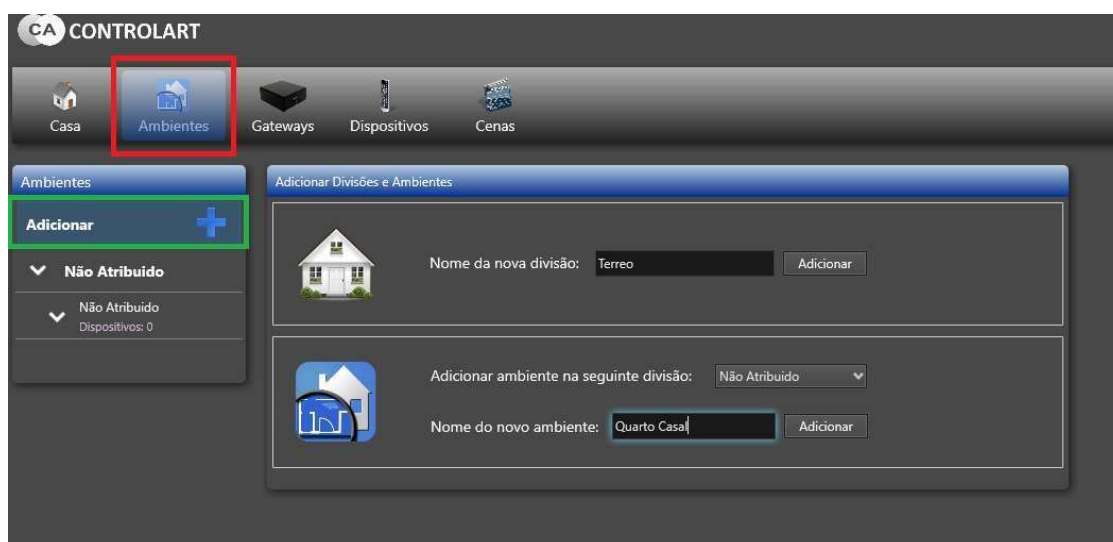 CA CONTROLART
Casa Ambientes Gateways Dispositivos Cenas
Ambientes
Adicionar
Não Atribuido
Não Atribuido
Dispositivos: 0
Adicionar Divisões e Ambientes
Nome da nova divisão: Terreo Adicionar
Adicionar ambiente na seguinte divisão: Não Atribuido
Nome do novo ambiente: Quarto Casal Adicionar